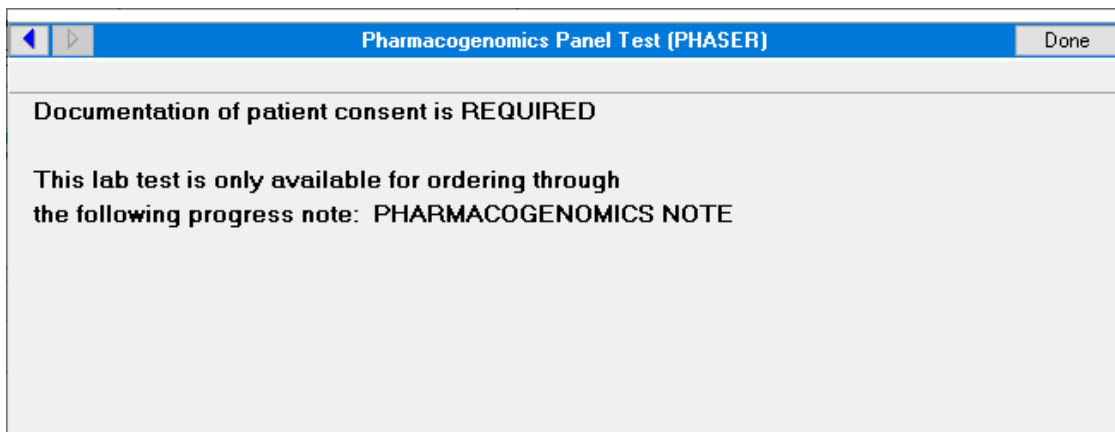 Pharmacogenomics Panel Test (PHASER)
Done
Documentation of patient consent is REQUIRED
This lab test is only available for ordering through
the following progress note:  PHARMACOGENOMICS NOTE